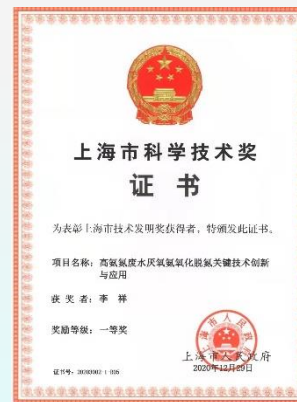 上海市科学技术奖
证书
为表彰上海市技术发明奖获得者,特颁发此证书。
项目名称:高氨氮废水厌氧氨氧化脱氮关键技术创新
与应用
获奖者:李祥
奖励等级:一等奖
上海市人民政府
2020年12月29日
证书号: